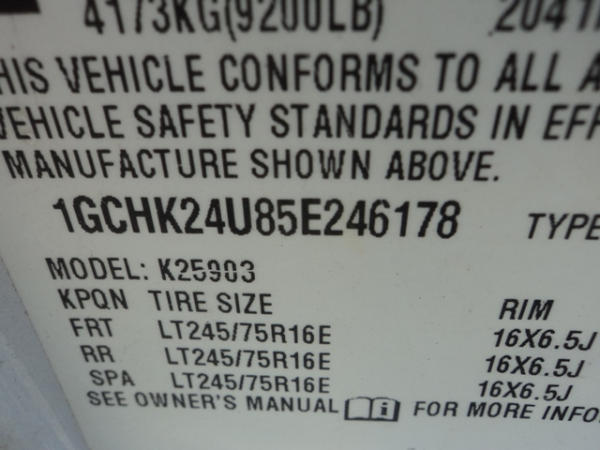 4173KG(9200LB) 2041
HIS VEHICLE CONFORMS TO ALL A
VEHICLE SAFETY STANDARDS IN EFF
MANUFACTURE SHOWN ABOVE.
1GCHK24U85E246178 TYPE
MODEL: K25903
KPQN TIRE SIZE RIM
FRT LT245/75R16E 16X6.5J
RR LT245/75R16E 16X6.5J
SPA LT245/75R16E 16X6.5J
SEE OWNER'S MANUAL i FOR MORE INFO